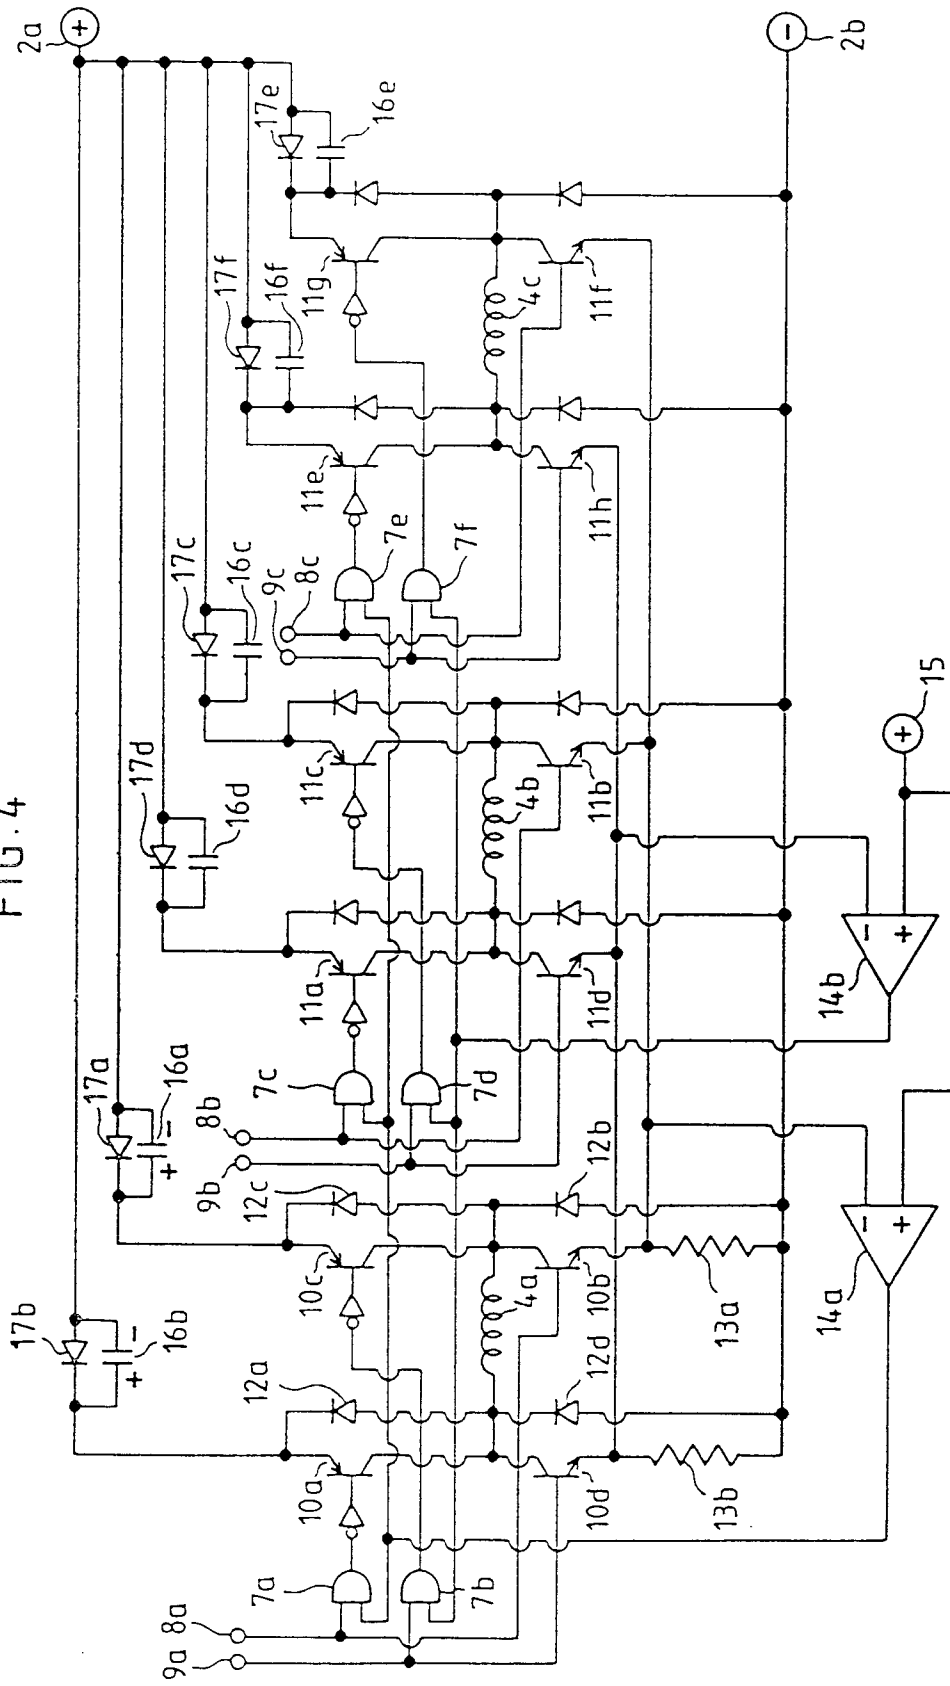 FIG. 4
2a
+
17b
16b
+
-
17a
16a
+
-
17d
16d
17c
16c
17f
16f
17e
16e
9a
8a
7a
7b
10a
12a
10c
12c
4a
10d
12d
10b
12b
13b
13a
9b
8b
7c
7d
11a
11c
4b
11d
11b
9c
8c
7e
7f
11e
11g
4c
11h
11f
14a
-
+
14b
-
+
15
+
2b
-